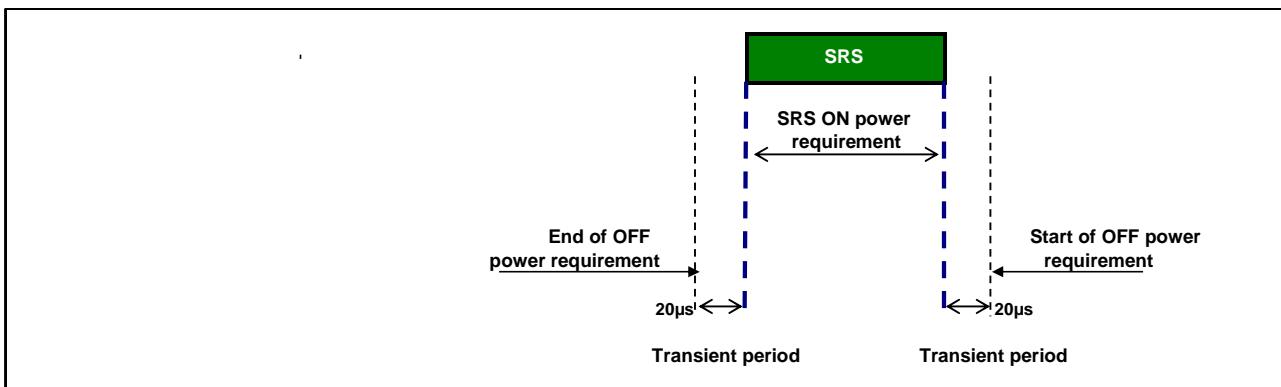 SRS
SRS ON power
requirement
End of OFF
power requirement
Start of OFF power
requirement
20µs
20µs
Transient period
Transient period